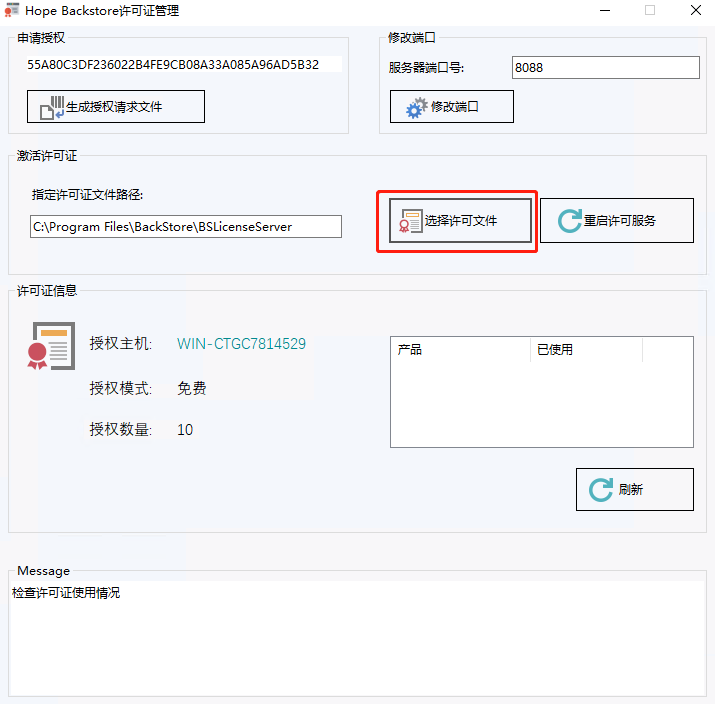 Hope Backstore许可证管理
申请授权
55A80C3DF236022B4FE9CB08A33A085A96AD5B32
生成授权请求文件
修改端口
服务器端口号:
8088
修改端口
激活许可证
指定许可证文件路径:
C:\Program Files\BackStore\BSLicenseServer
选择许可文件
重启许可服务
许可证信息
授权主机: WIN-CTGC7814529
授权模式: 免费
授权数量: 10
产品 已使用
刷新
Message
检查许可证使用情况